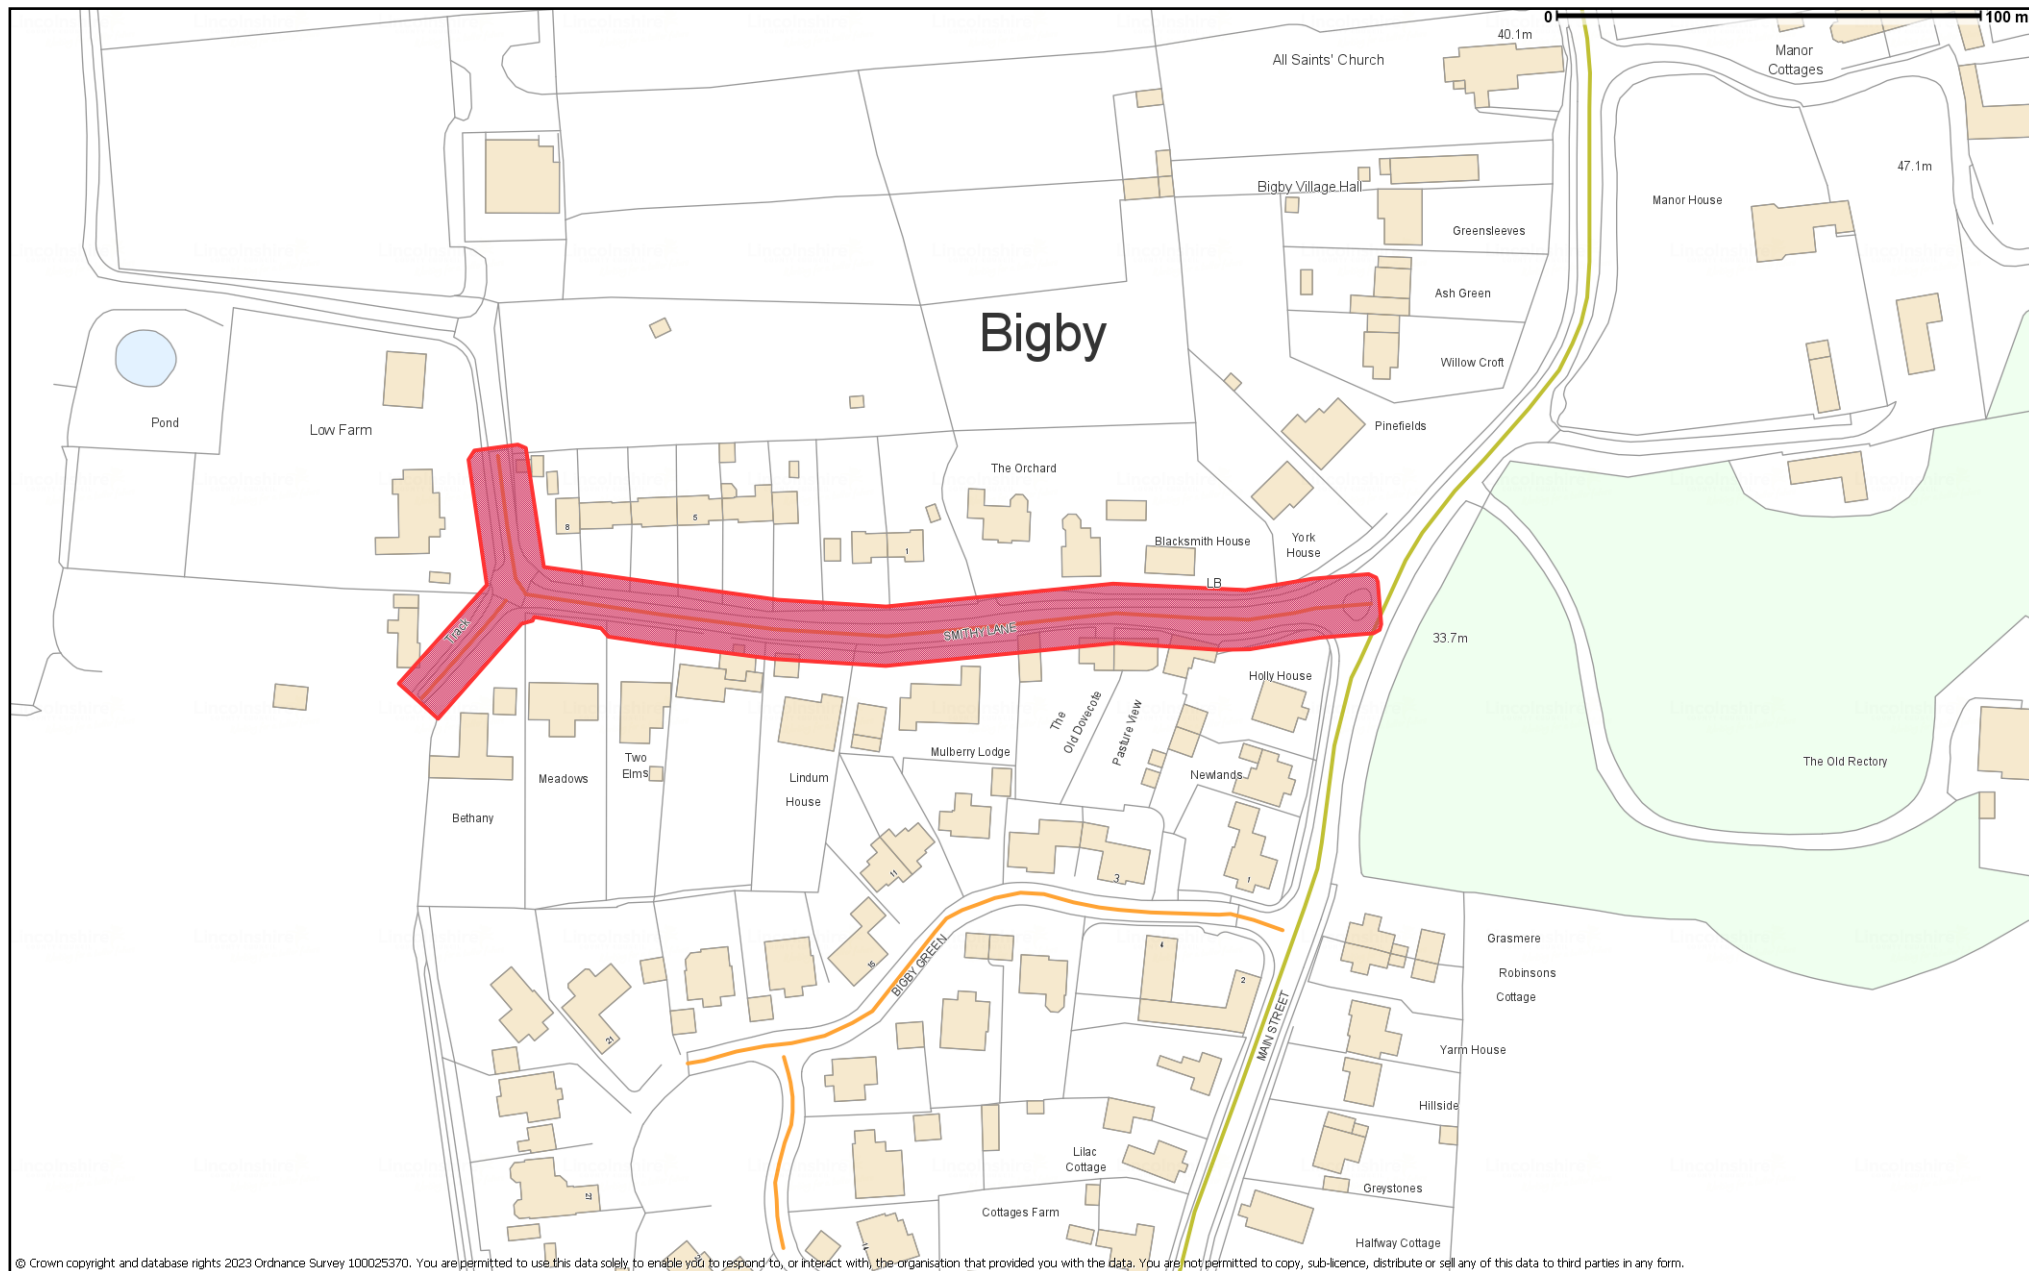 0
100 m
40.1m
All Saints' Church
Manor
Cottages
47.1m
Bigby Village Hall
Manor House
Greensleeves
Ash Green
Bigby
Willow Croft
Pond
Low Farm
Pinefields
The Orchard
8
5
1
Blacksmith House
York
House
LB
Track
SMITHY LANE
33.7m
Holly House
The
Old Dovecote
Pasture View
Mulberry Lodge
Two
Elms
Meadows
Lindum
House
Newlands
The Old Rectory
Bethany
11
3
1
Grasmere
4
16
BIGBY GREEN
Robinsons
Cottage
2
21
MAIN STREET
Yarm House
Hillside
Lilac
Cottage
27
Greystones
Cottages Farm
Halfway Cottage
14
© Crown copyright and database rights 2023 Ordnance Survey 100025370. You are permitted to use this data solely to enable you to respond to, or interact with, the organisation that provided you with the data. You are not permitted to copy, sub-licence, distribute or sell any of this data to third parties in any form.
Lincolnshire